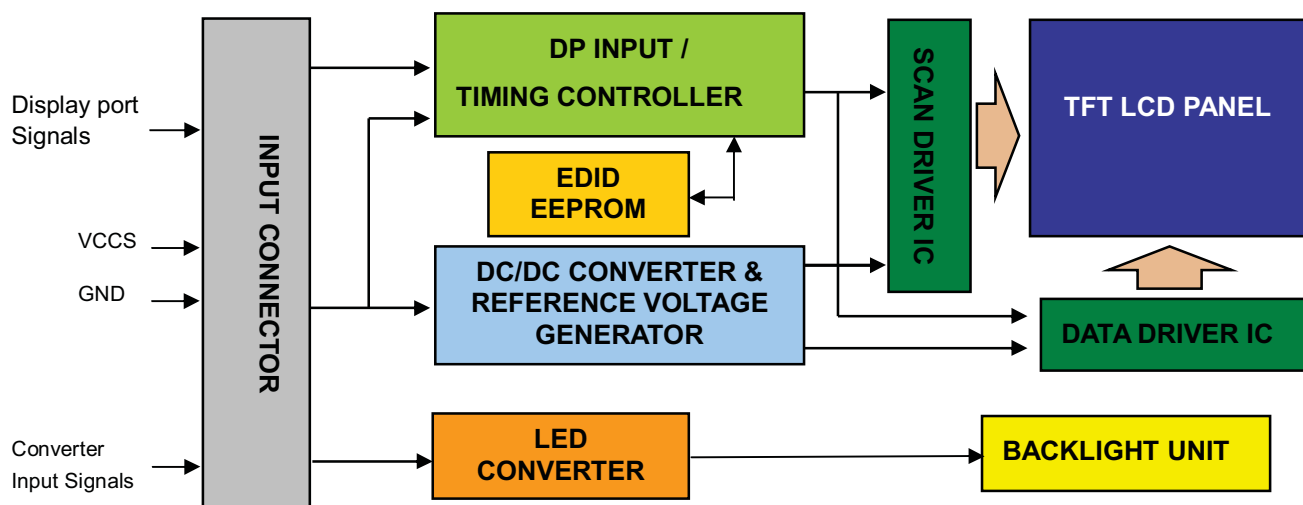 Display port
Signals
VCCS
GND
Converter
Input Signals
INPUT CONNECTOR
DP INPUT /
TIMING CONTROLLER
EDID
EEPROM
DC/DC CONVERTER &
REFERENCE VOLTAGE
GENERATOR
LED
CONVERTER
SCAN DRIVER IC
TFT LCD PANEL
DATA DRIVER IC
BACKLIGHT UNIT